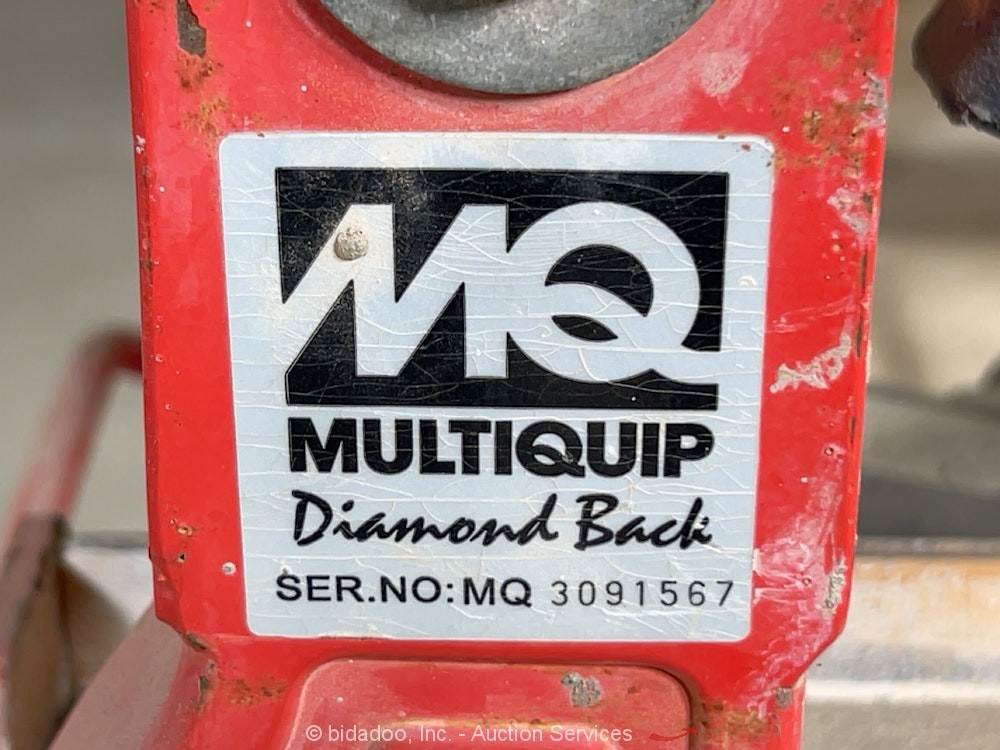 MQ
MULTIQUIP
Diamond Back
SER.NO: MQ 3091567
© bidadoo, Inc. - Auction Services